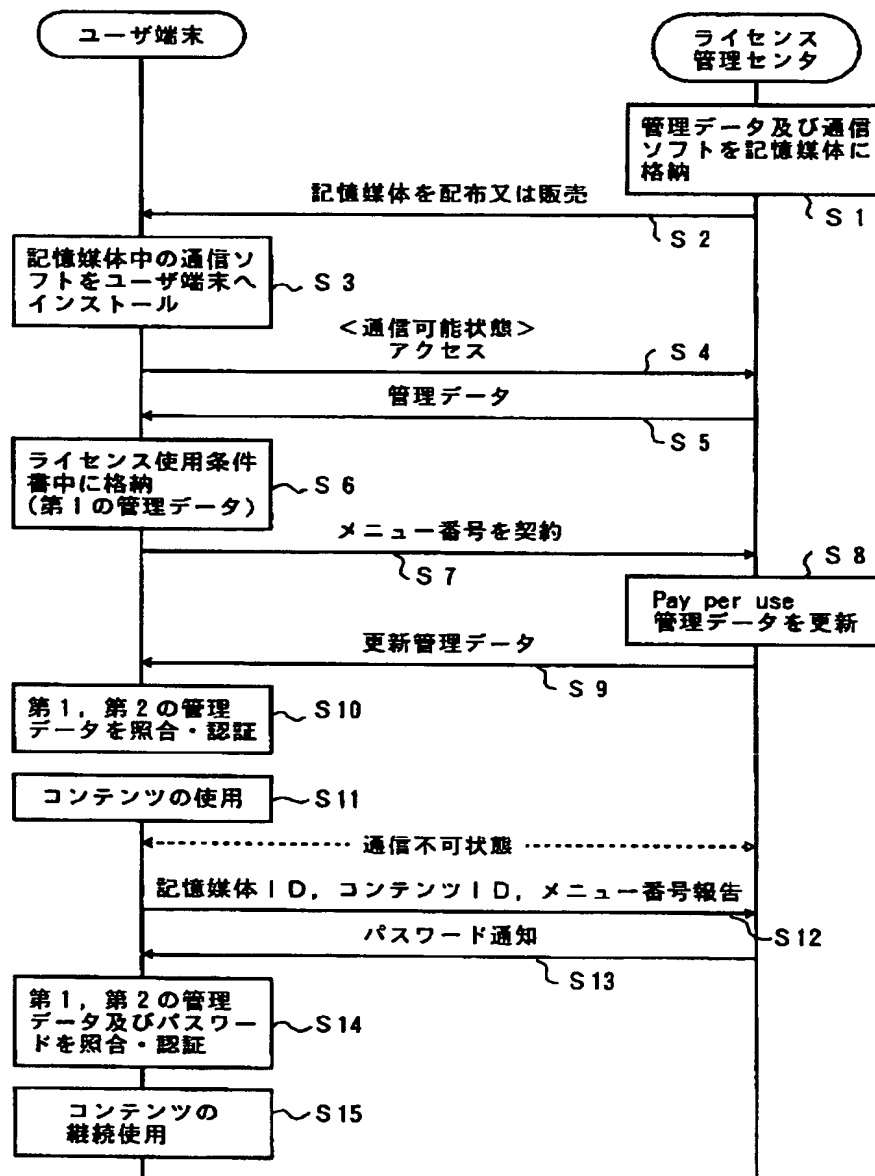 ユーザ端末
ライセンス
管理センタ
管理データ及び通信
ソフトを記憶媒体に
格納
S1
記憶媒体を配布又は販売
S2
記憶媒体中の通信ソ
フトをユーザ端末へ
インストール
S3
<通信可能状態>
アクセス
S4
管理データ
S5
ライセンス使用条件
書中に格納
(第1の管理データ)
S6
メニュー番号を契約
S7
S8
Pay per use
管理データを更新
更新管理データ
S9
第1,第2の管理
データを照合・認証
S10
コンテンツの使用
S11
通信不可状態
記憶媒体ID,コンテンツID,メニュー番号報告
S12
パスワード通知
S13
第1,第2の管理
データ及びパスワー
ドを照合・認証
S14
コンテンツの
継続使用
S15